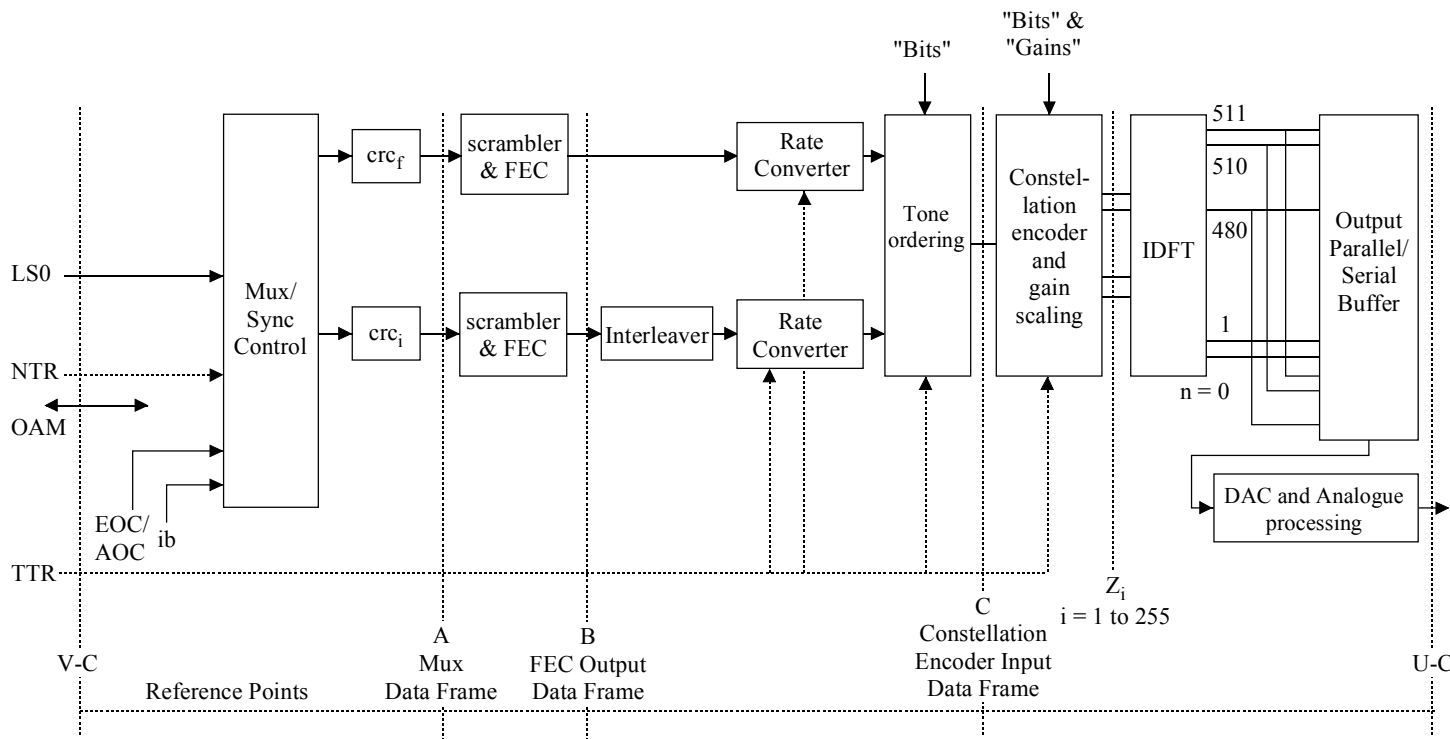 "Bits"
"Bits" &
"Gains"
crc_f
scrambler
& FEC
Rate
Converter
Tone
ordering
Constel-
lation
encoder
and
gain
scaling
IDFT
511
510
480
1
n = 0
Output
Parallel/
Serial
Buffer
LS0
NTR
OAM
Mux/
Sync
Control
crc_i
scrambler
& FEC
Interleaver
Rate
Converter
EOC/
AOC
ib
DAC and Analogue
processing
TTR
Z_i
i = 1 to 255
V-C
Reference Points
A
Mux
Data Frame
B
FEC Output
Data Frame
C
Constellation
Encoder Input
Data Frame
U-C